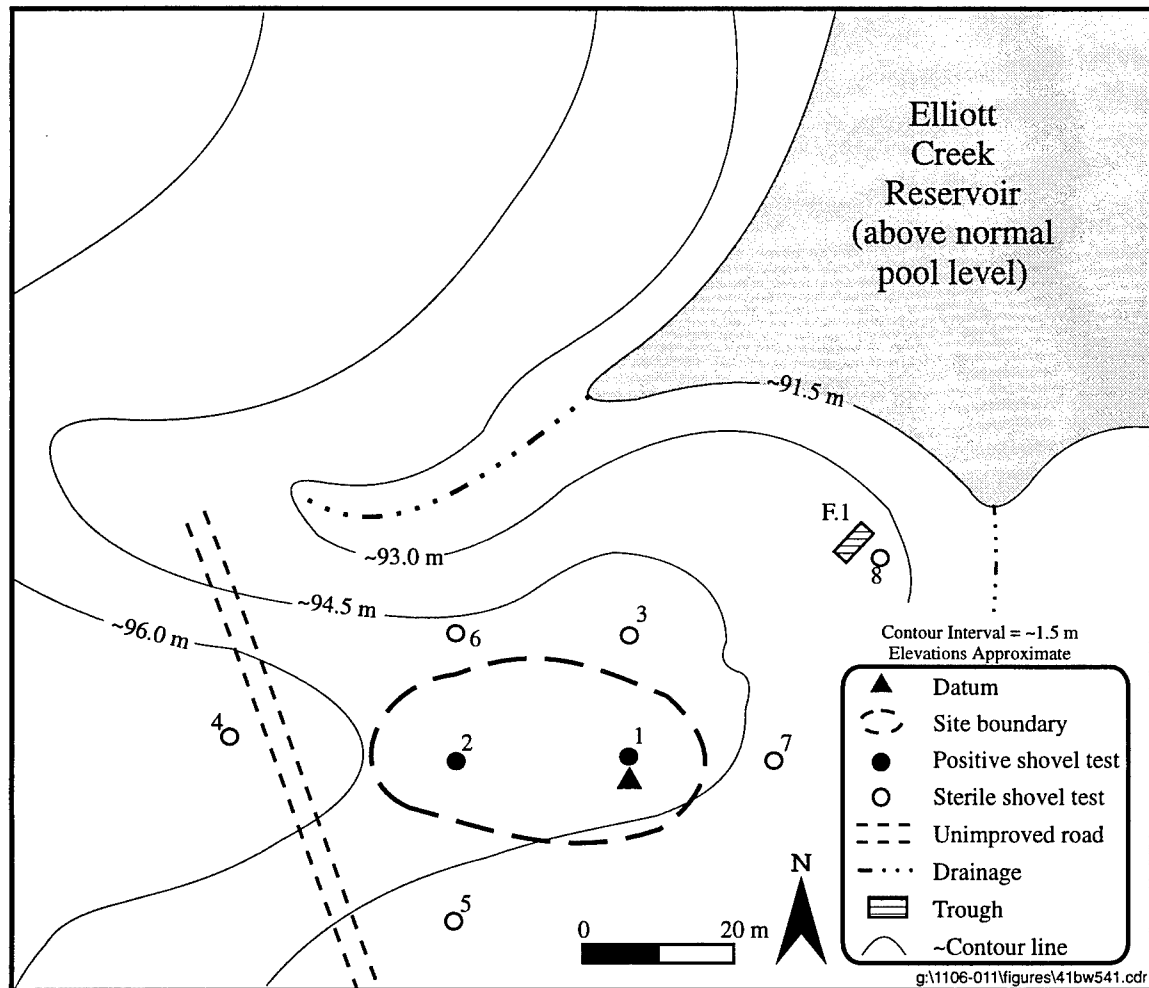 Elliott
Creek
Reservoir
(above normal
pool level)
~91.5 m
F.1
8
~93.0 m
~94.5 m
~96.0 m
3
6
4
2
1
7
5
Contour Interval = ~1.5 m
Elevations Approximate
Datum
Site boundary
Positive shovel test
Sterile shovel test
Unimproved road
Drainage
Trough
~Contour line
N
0 20 m
g:\1106-011\figures\41bw541.cdr